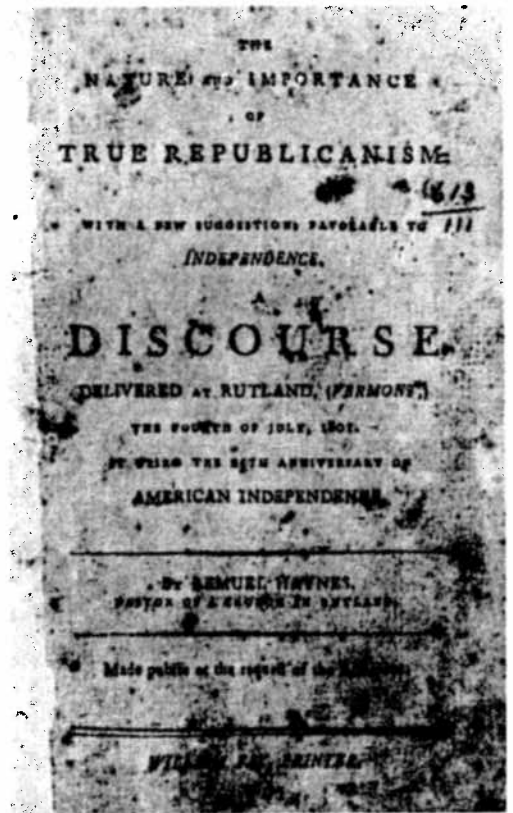 THE
NATURE AND IMPORTANCE
OF
TRUE REPUBLICANISM:
WITH A FEW SUGGESTIONS FAVORABLE TO
INDEPENDENCE.
A
DISCOURSE,
DELIVERED AT RUTLAND, (VERMONT,)
THE FOURTH OF JULY, 1801.
IT BEING THE 25TH ANNIVERSARY OF
AMERICAN INDEPENDENCE.
BY LEMUEL HAYNES,
PASTOR OF A CHURCH IN RUTLAND.
Made public at the request of the
WILLIAM FAY, PRINTER.